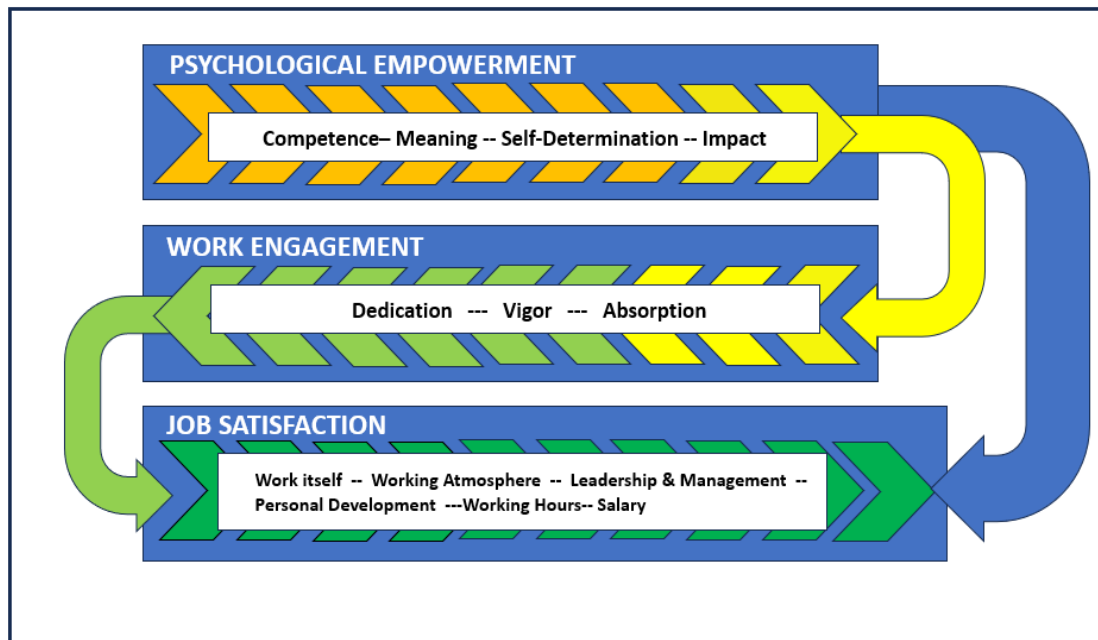 PSYCHOLOGICAL EMPOWERMENT
Competence– Meaning -- Self-Determination -- Impact
WORK ENGAGEMENT
Dedication --- Vigor --- Absorption
JOB SATISFACTION
Work itself -- Working Atmosphere -- Leadership & Management --
Personal Development ---Working Hours-- Salary